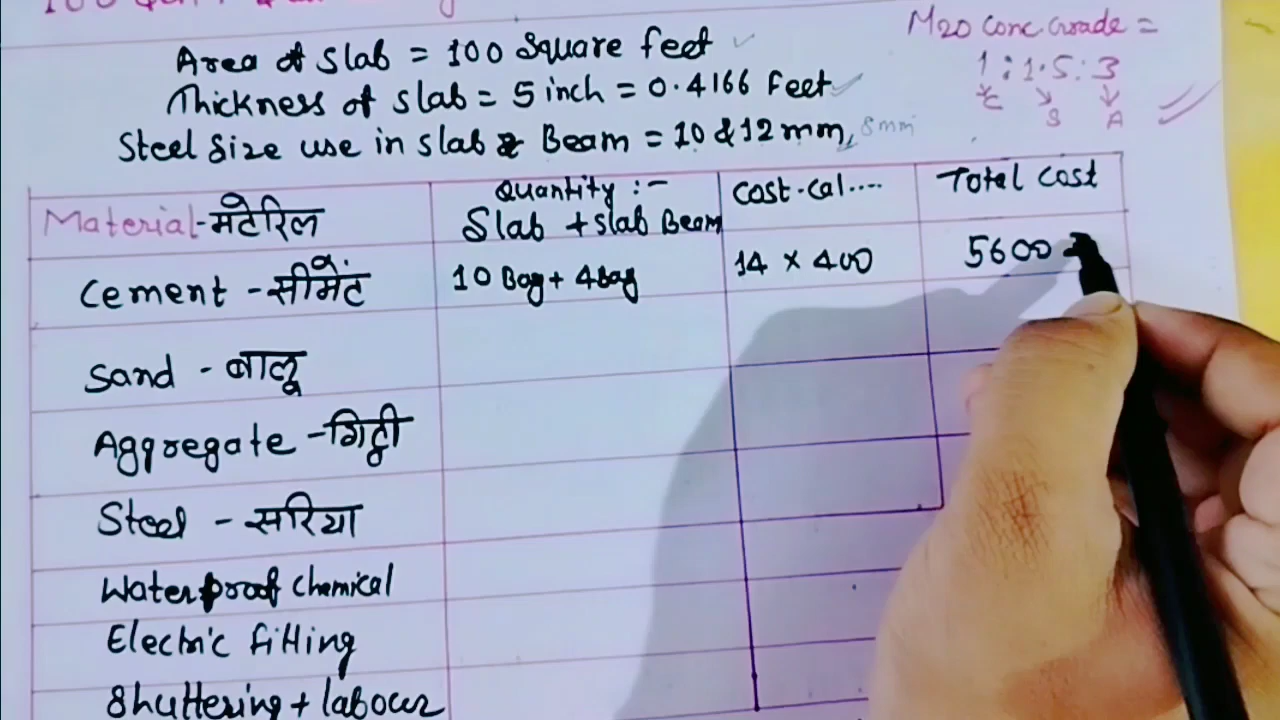 Area of slab = 100 Square feet
Thickness of slab = 5 inch = 0.4166 Feet
Steel Size use in slab & Beam = 10 & 12 mm, 8mm
M20 Conc. Grade =
1 : 1.5 : 3
C S A
Material - मटेरिल
Quantity :-
Slab + slab Beam
Cost.cal....
Total Cost
Cement - सीमेंट
10 Bag + 4 Bag
14 × 400
5600
Sand - बालू
Aggregate - गिट्टी
Steel - सरिया
Waterproof chemical
Electric fitting
Shuttering + labour